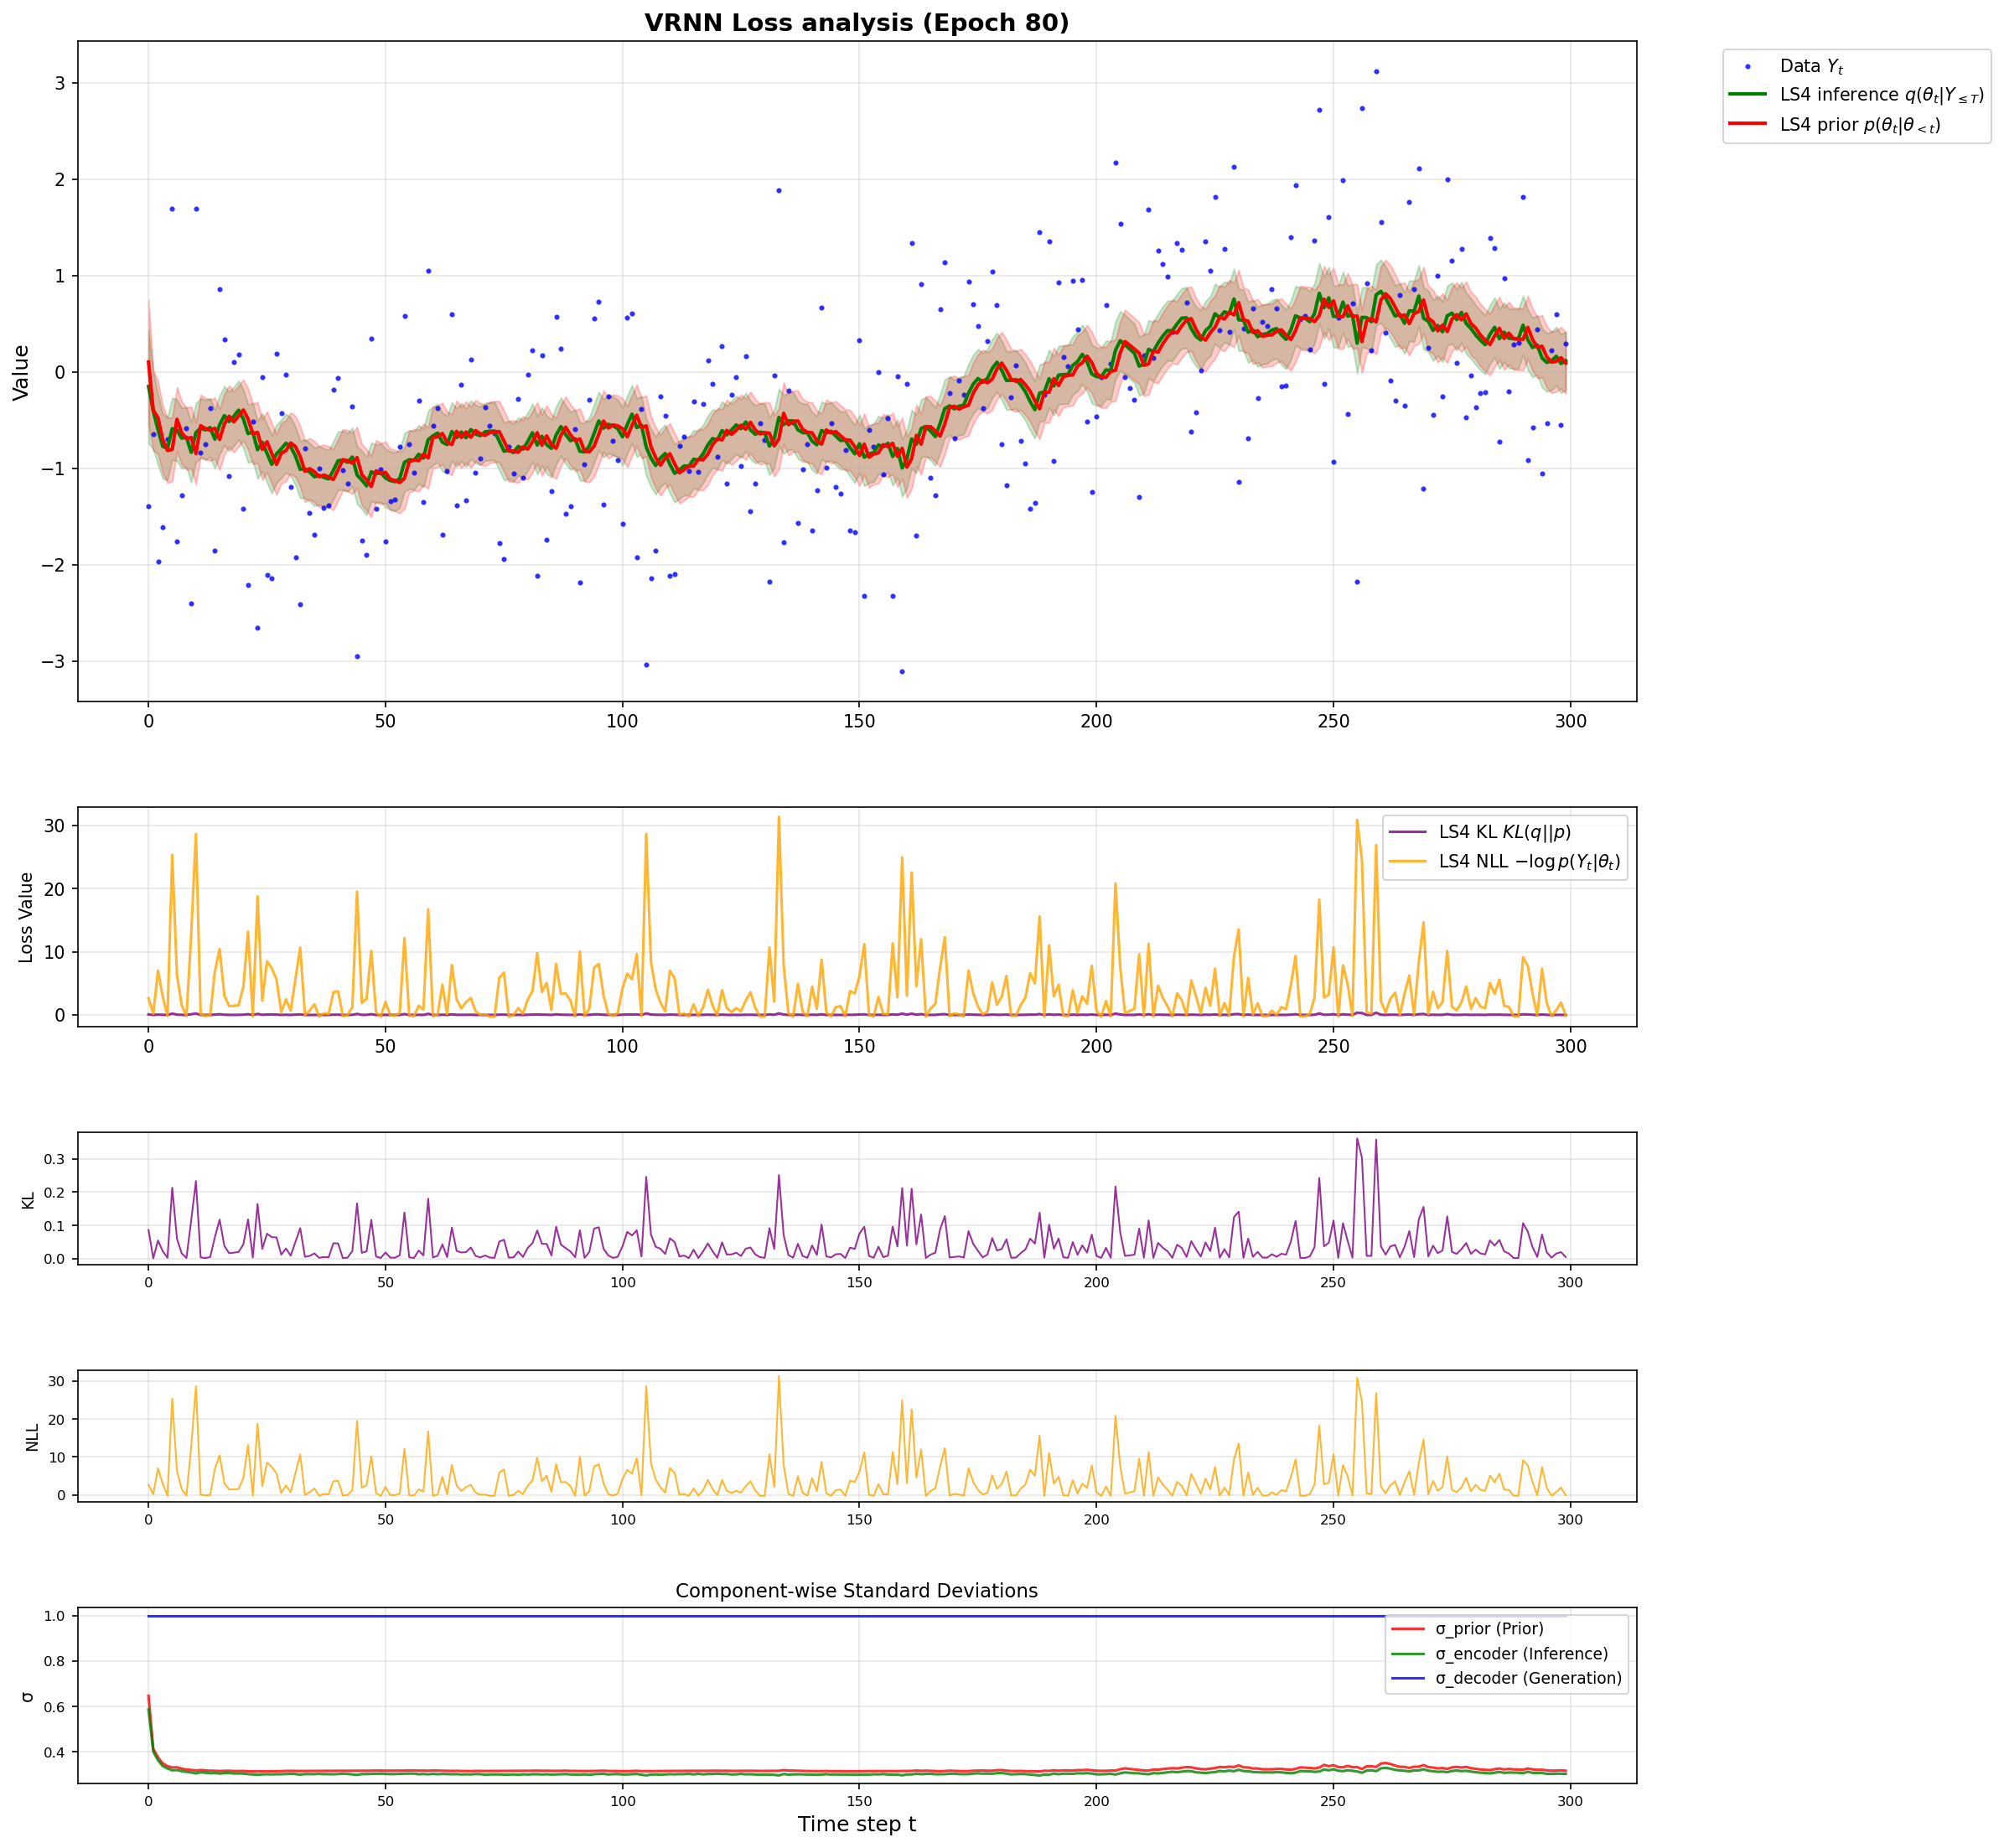 VRNN Loss analysis (Epoch 80)
Value
3
2
1
0
−1
−2
−3
0 50 100 150 200 250 300
Data Y_t
LS4 inference q(θ_t|Y_{≤T})
LS4 prior p(θ_t|θ_{<t})
Loss Value
30
20
10
0
LS4 KL KL(q||p)
LS4 NLL −log p(Y_t|θ_t)
0 50 100 150 200 250 300
KL
0.3
0.2
0.1
0.0
0 50 100 150 200 250 300
NLL
30
20
10
0
0 50 100 150 200 250 300
Component-wise Standard Deviations
σ
1.0
0.8
0.6
0.4
σ_prior (Prior)
σ_encoder (Inference)
σ_decoder (Generation)
0 50 100 150 200 250 300
Time step t